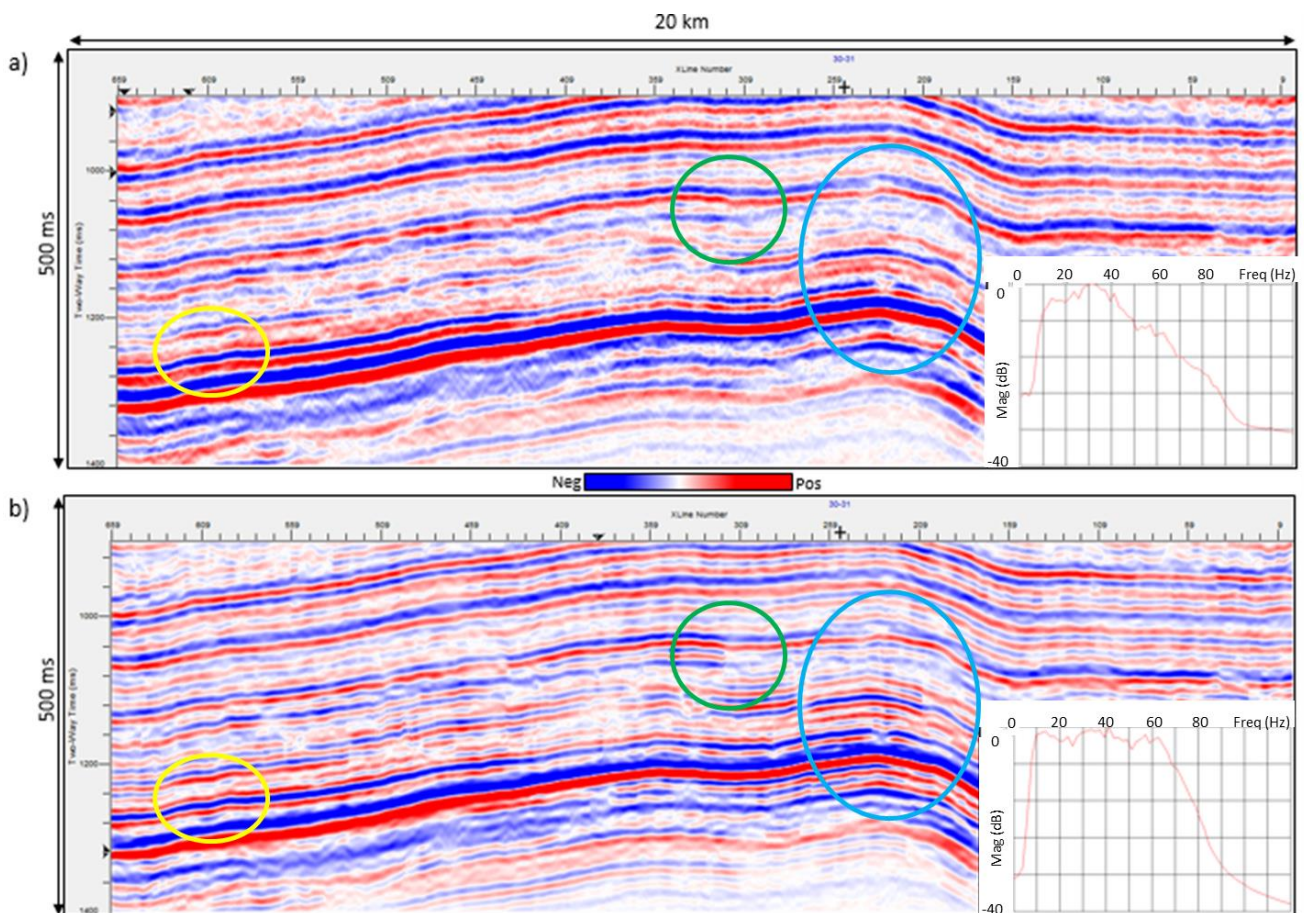 20 km
a)
30-31
XLine Number
659 609 559 509 459 409 359 309 259 209 159 109 59 9
1000
500 ms
Two-Way Time (ms)
1200
1400
0 20 40 60 80 Freq (Hz)
0
Mag (dB)
-40
Neg Pos
b)
30-31
XLine Number
659 609 559 509 459 409 359 309 259 209 159 109 59 9
1000
500 ms
Two-Way Time (ms)
1200
1400
0 20 40 60 80 Freq (Hz)
0
Mag (dB)
-40